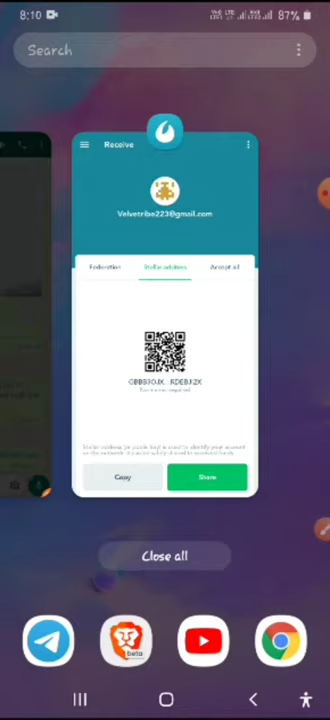 8:10
87%
Search
Receive
Velvetribe223@gmail.com
Federation
Stellar address
Accept all
Copy
Share
Close all
beta